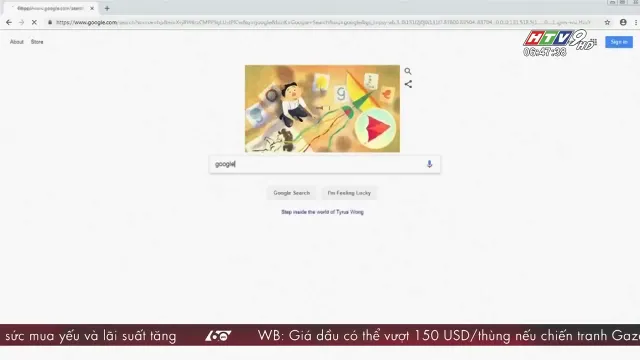 https://www.google.com
About
Store
HTV9 HD
06:47:38
Sign in
google
Google Search
I'm Feeling Lucky
Step inside the world of Tyrus Wong
sức mua yếu và lãi suất tăng
60
WB: Giá dầu có thể vượt 150 USD/thùng nếu chiến tranh Gaza